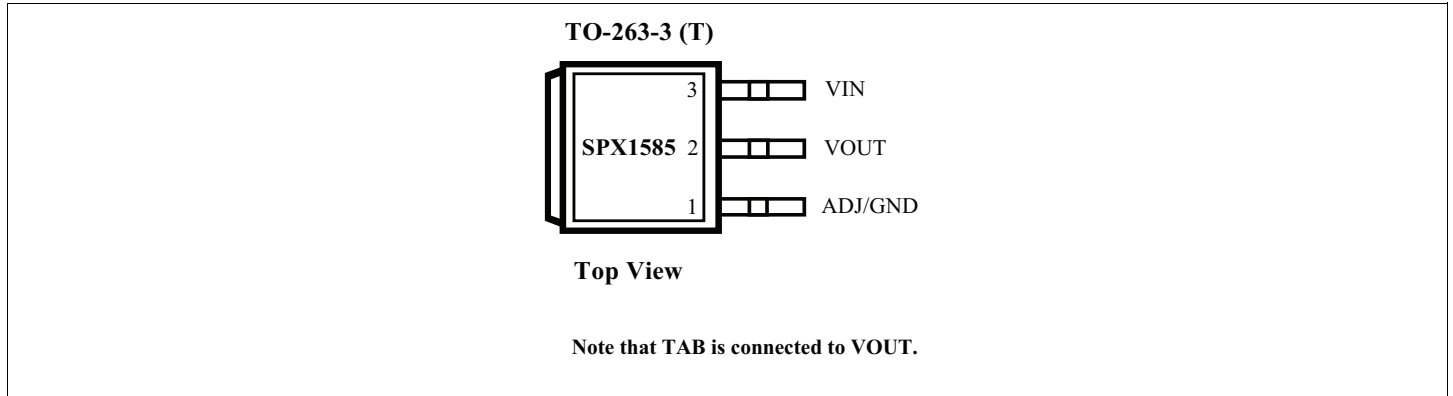 TO-263-3 (T)
3 VIN
SPX1585 2 VOUT
1 ADJ/GND
Top View
Note that TAB is connected to VOUT.